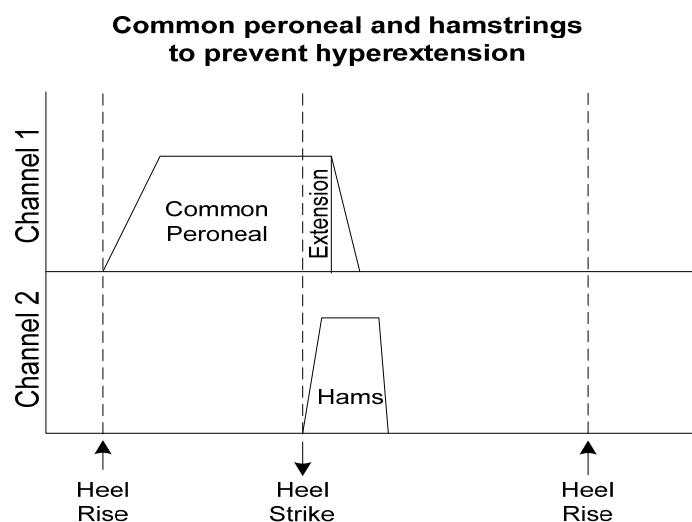 Common peroneal and hamstrings
to prevent hyperextension
Channel 1
Common
Peroneal
Extension
Channel 2
Hams
Heel
Rise
Heel
Strike
Heel
Rise